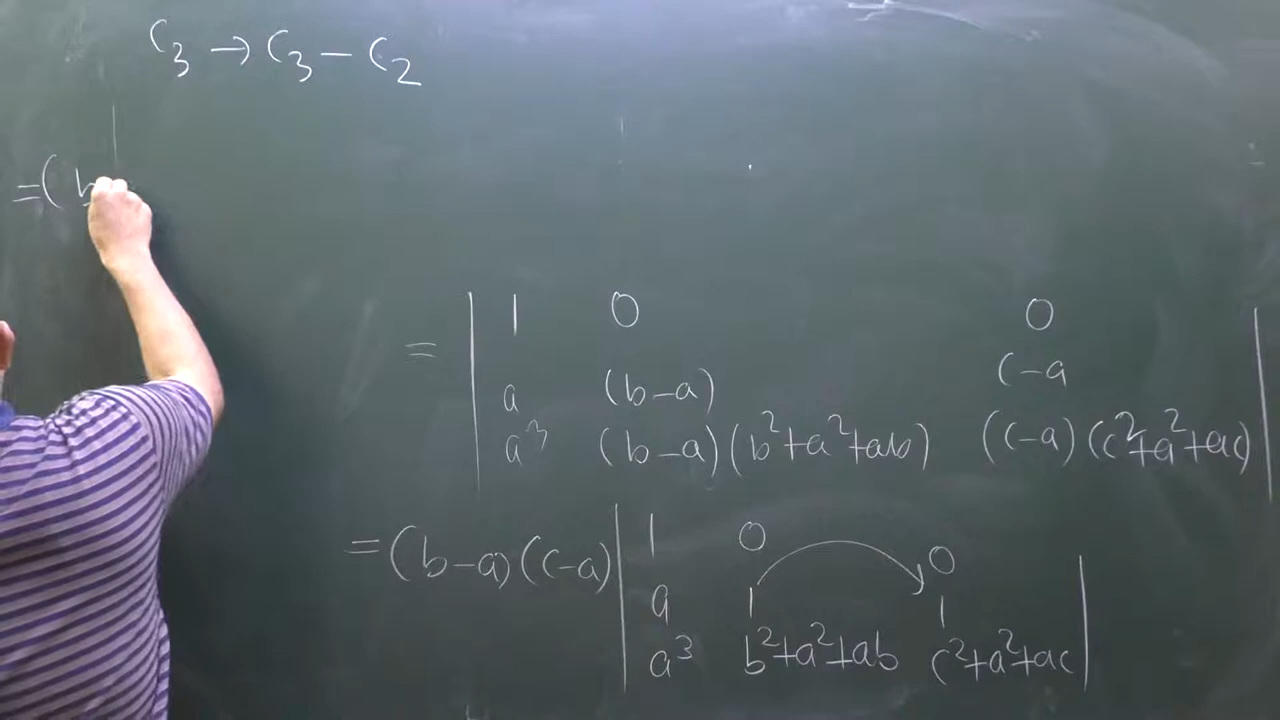 C₃ → C₃ – C₂
= ( b
= | 1 0 0 |
| a (b–a) c–a |
| a³ (b–a)(b²+a²+ab) (c–a)(c²+a²+ac) |
= (b–a)(c–a) | 1 0 0 |
| a 1 1 |
| a³ b²+a²+ab c²+a²+ac |